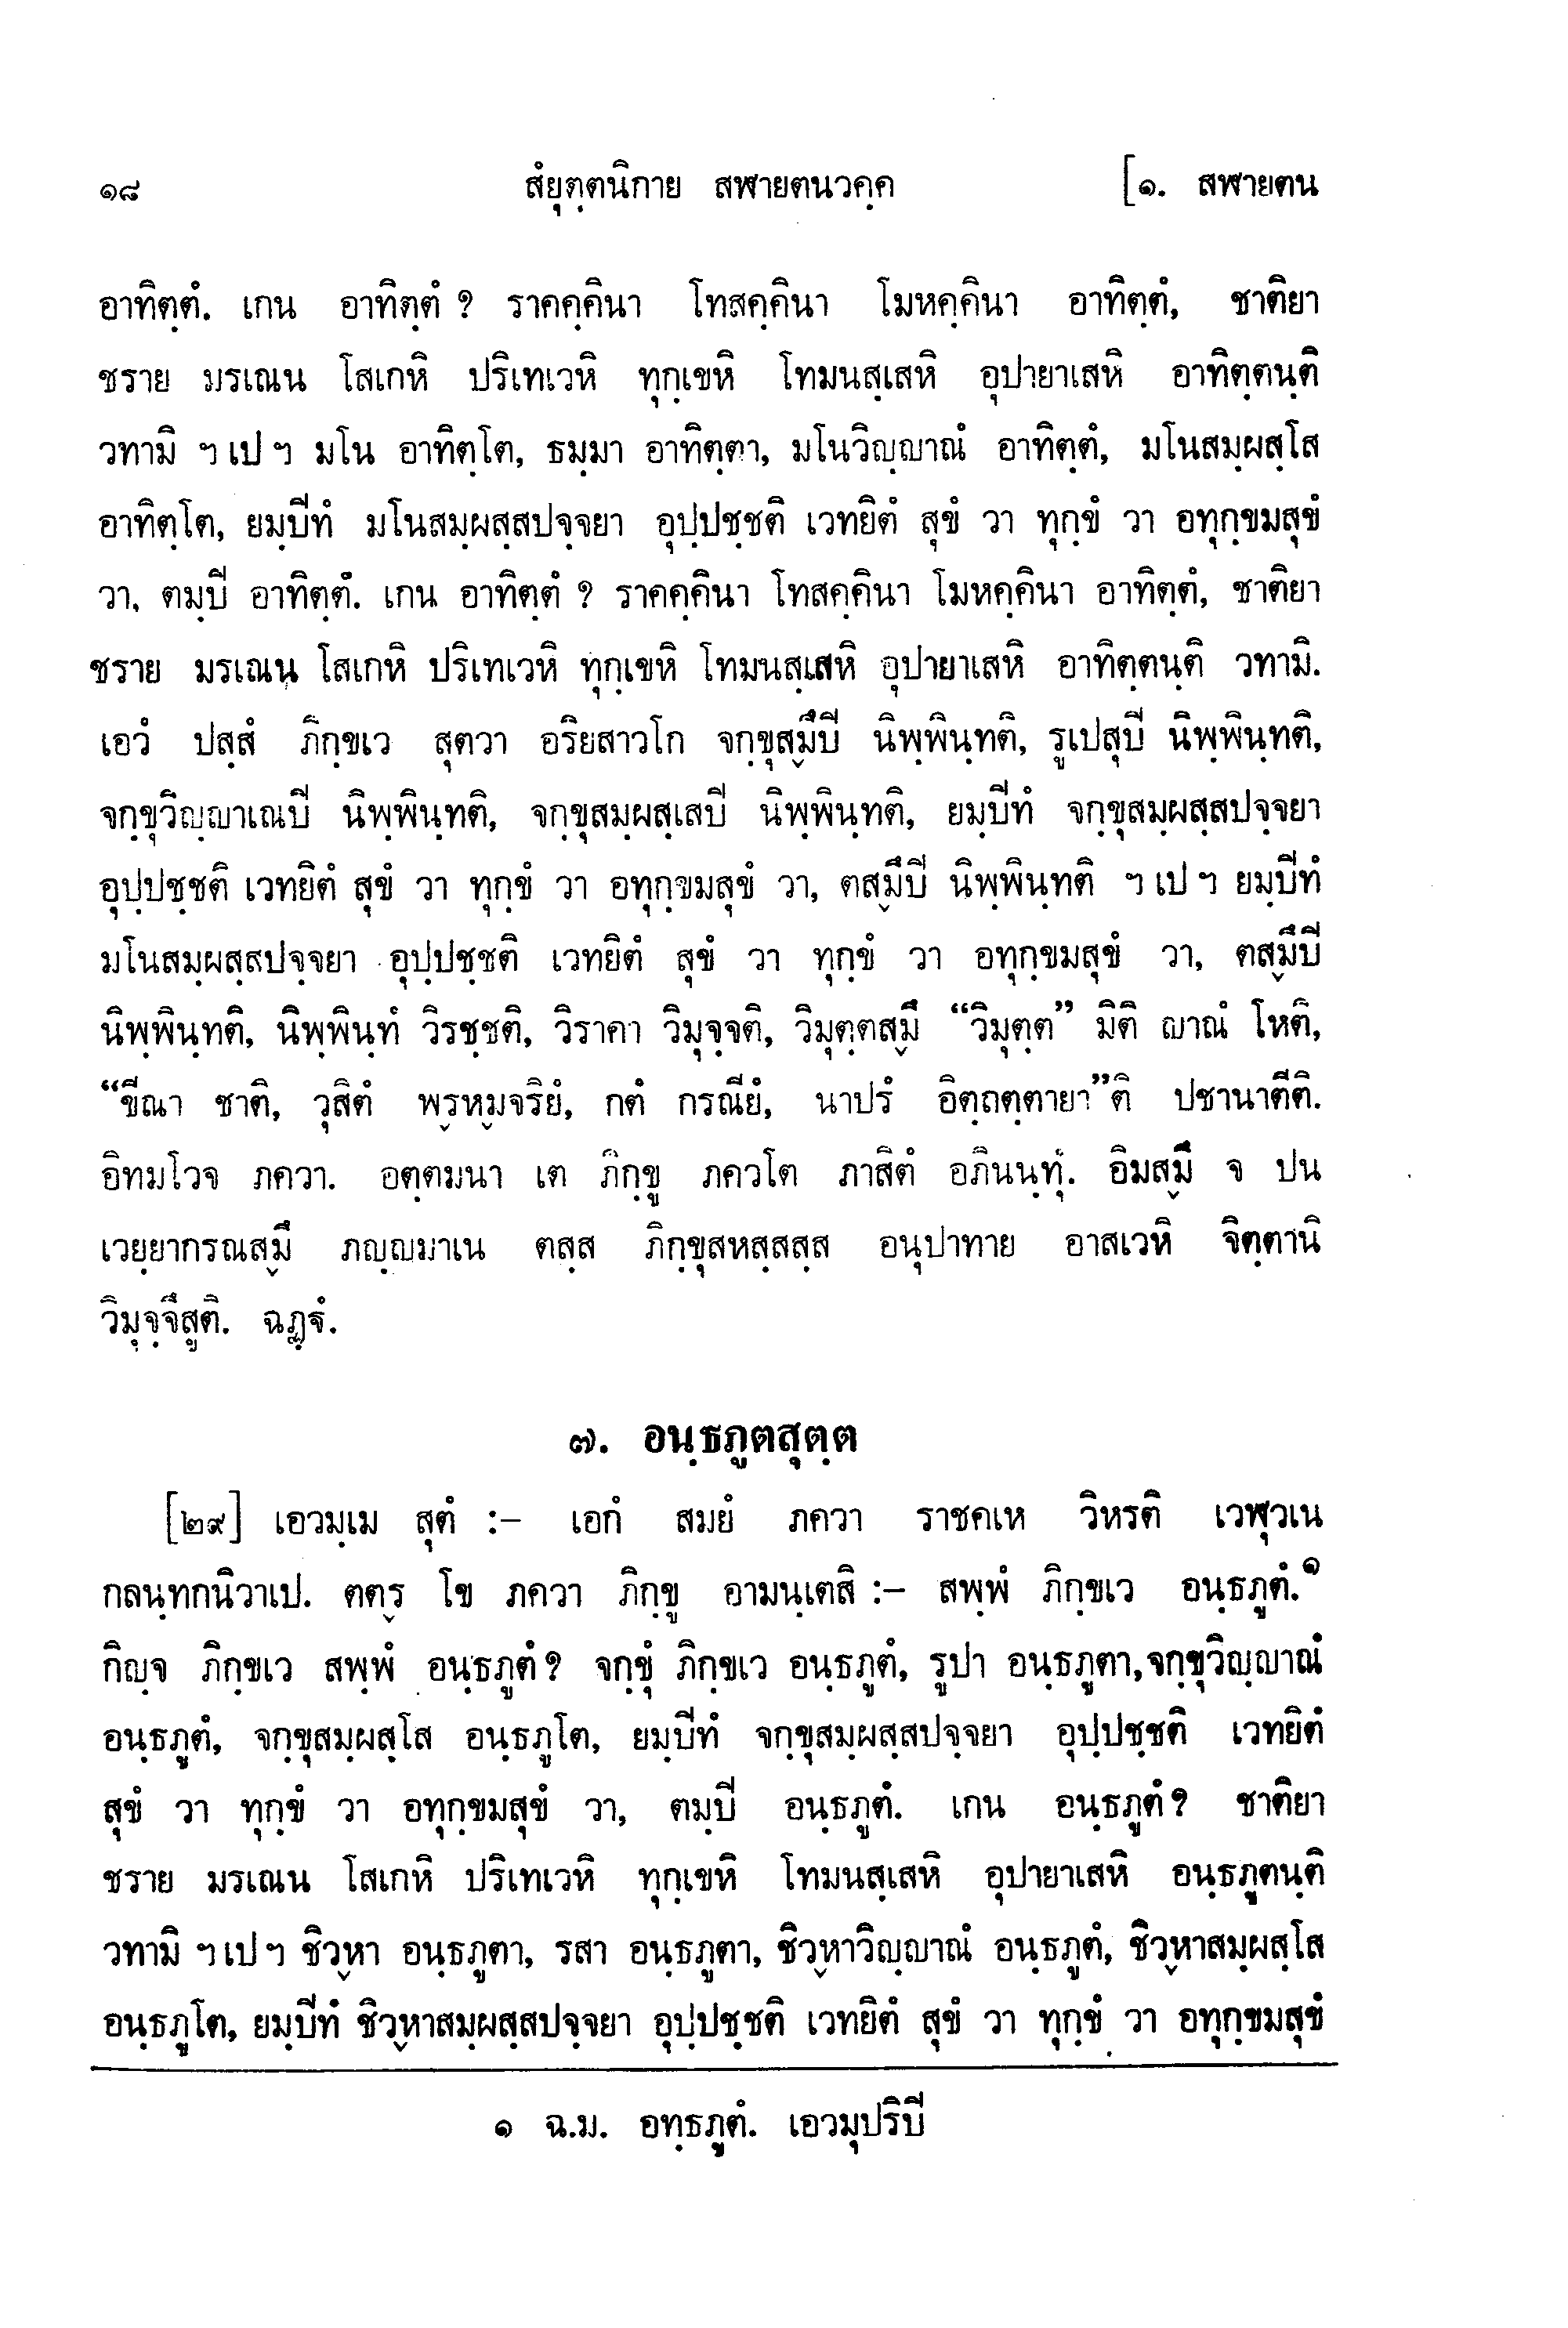 ๑๘ สํยุตฺตนิกาย สฬายตนวคฺค [๑. สฬายตน
อาทิตฺตํ. เกน อาทิตฺตํ ? ราคคฺคินา โทสคฺคินา โมหคฺคินา อาทิตฺตํ, ชาติยา
ชราย มรเณน โสเกหิ ปริเทเวหิ ทุกฺเขหิ โทมนสฺเสหิ อุปายาเสหิ อาทิตฺตนฺติ
วทามิ ฯ เป ฯ มโน อาทิตฺโต, ธมฺมา อาทิตฺตา, มโนวิญฺญาณํ อาทิตฺตํ, มโนสมฺผสฺโส
อาทิตฺโต, ยมฺปีทํ มโนสมฺผสฺสปจฺจยา อุปฺปชฺชติ เวทยิตํ สุขํ วา ทุกฺขํ วา อทุกฺขมสุขํ
วา, ตมฺปิ อาทิตฺตํ. เกน อาทิตฺตํ ? ราคคฺคินา โทสคฺคินา โมหคฺคินา อาทิตฺตํ, ชาติยา
ชราย มรเณน โสเกหิ ปริเทเวหิ ทุกฺเขหิ โทมนสฺเสหิ อุปายาเสหิ อาทิตฺตนฺติ วทามิ.
เอวํ ปสฺสํ ภิกฺขเว สุตวา อริยสาวโก จกฺขุสฺมึปิ นิพฺพินฺทติ, รูเปสุปิ นิพฺพินฺทติ,
จกฺขุวิญฺญาเณปิ นิพฺพินฺทติ, จกฺขุสมฺผสฺเสปิ นิพฺพินฺทติ, ยมฺปีทํ จกฺขุสมฺผสฺสปจฺจยา
อุปฺปชฺชติ เวทยิตํ สุขํ วา ทุกฺขํ วา อทุกฺขมสุขํ วา, ตสฺมึปิ นิพฺพินฺทติ ฯ เป ฯ ยมฺปีทํ
มโนสมฺผสฺสปจฺจยา อุปฺปชฺชติ เวทยิตํ สุขํ วา ทุกฺขํ วา อทุกฺขมสุขํ วา, ตสฺมึปิ
นิพฺพินฺทติ, นิพฺพินฺทํ วิรชฺชติ, วิราคา วิมุจฺจติ, วิมุตฺตสฺมึ “วิมุตฺต” มิติ ญาณํ โหติ,
“ขีณา ชาติ, วุสิตํ พฺรหฺมจริยํ, กตํ กรณียํ, นาปรํ อิตฺถตฺตายา”ติ ปชานาตีติ.
อิทมโวจ ภควา. อตฺตมนา เต ภิกฺขู ภควโต ภาสิตํ อภินนฺทุํ. อิมสฺมึ จ ปน
เวยฺยากรณสฺมึ ภญฺญมาเน ตสฺส ภิกฺขุสหสฺสสฺส อนุปาทาย อาสเวหิ จิตฺตานิ
วิมุจฺจึสูติ. ฉฏฺฐํ.
๗. อนฺธภูตสุตฺต
[๒๙] เอวมฺเม สุตํ :– เอกํ สมยํ ภควา ราชคเห วิหรติ เวฬุวเน
กลนฺทกนิวาเป. ตตฺร โข ภควา ภิกฺขู อามนฺเตสิ :– สพฺพํ ภิกฺขเว อนฺธภูตํ.๑
กิญฺจ ภิกฺขเว สพฺพํ อนฺธภูตํ? จกฺขุํ ภิกฺขเว อนฺธภูตํ, รูปา อนฺธภูตา, จกฺขุวิญฺญาณํ
อนฺธภูตํ, จกฺขุสมฺผสฺโส อนฺธภูโต, ยมฺปีทํ จกฺขุสมฺผสฺสปจฺจยา อุปฺปชฺชติ เวทยิตํ
สุขํ วา ทุกฺขํ วา อทุกฺขมสุขํ วา, ตมฺปิ อนฺธภูตํ. เกน อนฺธภูตํ? ชาติยา
ชราย มรเณน โสเกหิ ปริเทเวหิ ทุกฺเขหิ โทมนสฺเสหิ อุปายาเสหิ อนฺธภูตนฺติ
วทามิ ฯ เป ฯ ชิวฺหา อนฺธภูตา, รสา อนฺธภูตา, ชิวฺหาวิญฺญาณํ อนฺธภูตํ, ชิวฺหาสมฺผสฺโส
อนฺธภูโต, ยมฺปีทํ ชิวฺหาสมฺผสฺสปจฺจยา อุปฺปชฺชติ เวทยิตํ สุขํ วา ทุกฺขํ วา อทุกฺขมสุขํ
๑ ฉ.ม. อทฺธภูตํ. เอวมุปริปิ